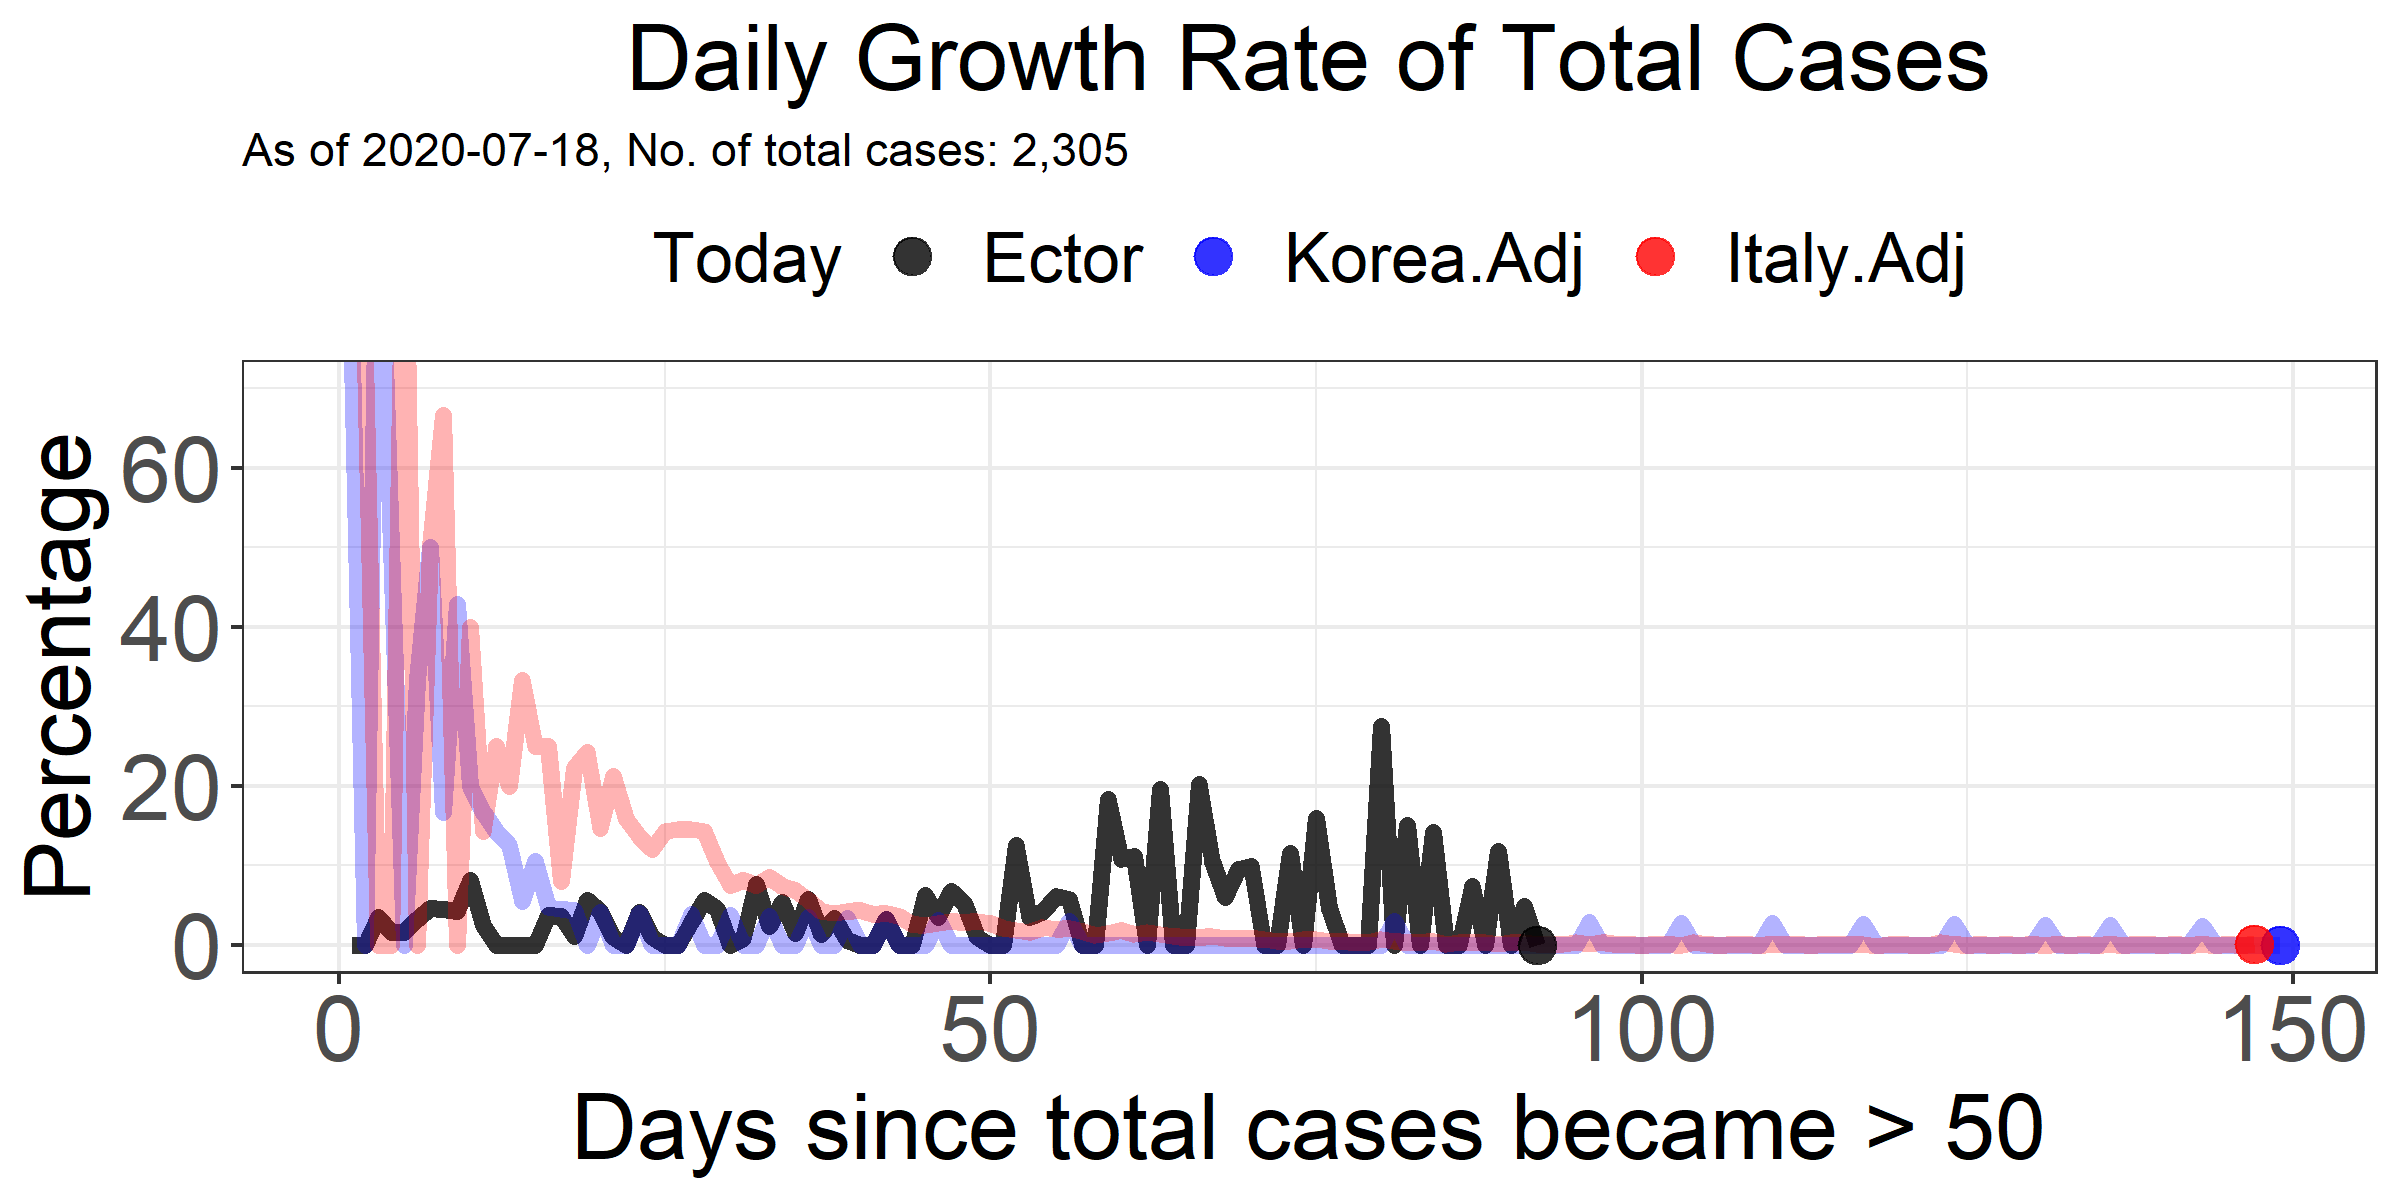 Daily Growth Rate of Total Cases
As of 2020-07-18, No. of total cases: 2,305
Today Ector Korea.Adj Italy.Adj
Percentage
60
40
20
0
0 50 100 150
Days since total cases became > 50